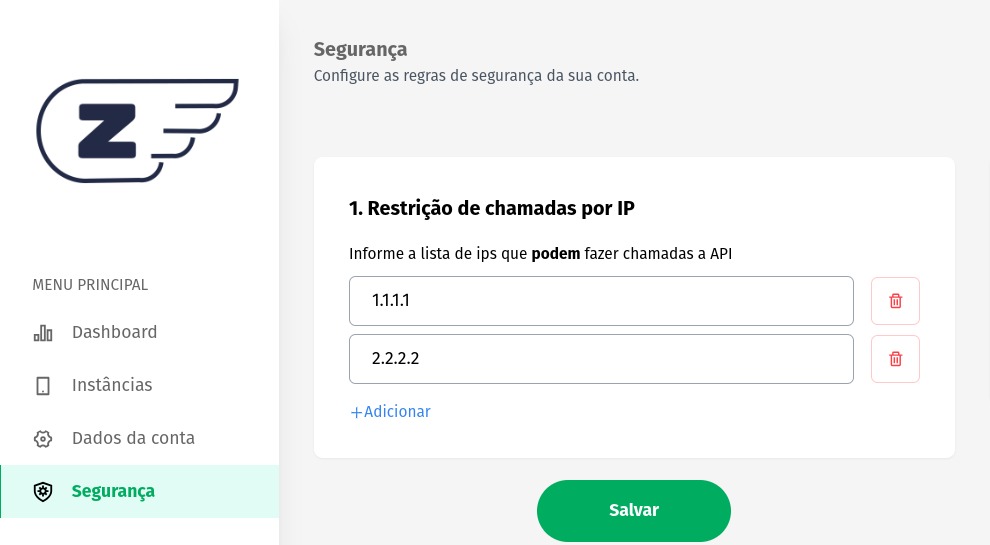 Z
MENU PRINCIPAL
Dashboard
Instâncias
Dados da conta
Segurança
Segurança
Configure as regras de segurança da sua conta.
1. Restrição de chamadas por IP
Informe a lista de ips que podem fazer chamadas a API
1.1.1.1
2.2.2.2
+Adicionar
Salvar